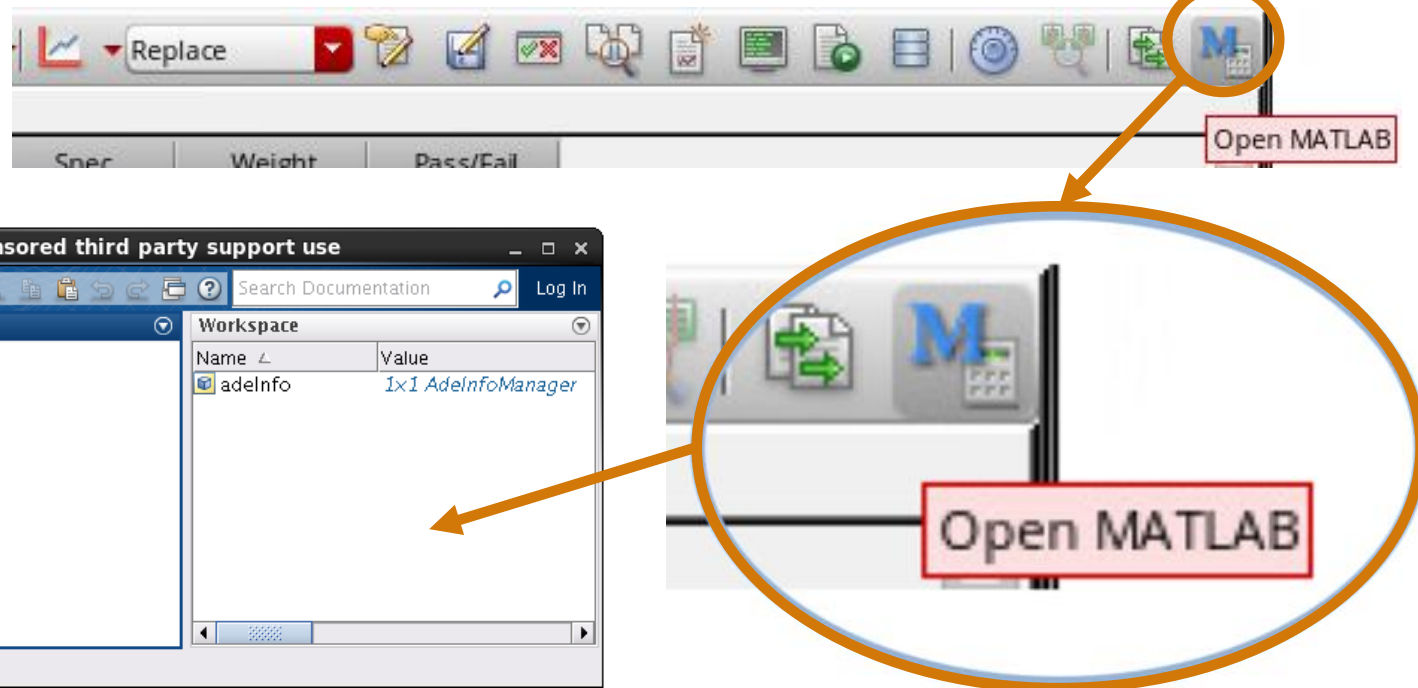 Replace
M
Open MATLAB
Spec Weight Pass/Fail
nsored third party support use
Search Documentation Log In
Workspace
Name Value
adeInfo 1x1 AdeInfoManager
M
Open MATLAB